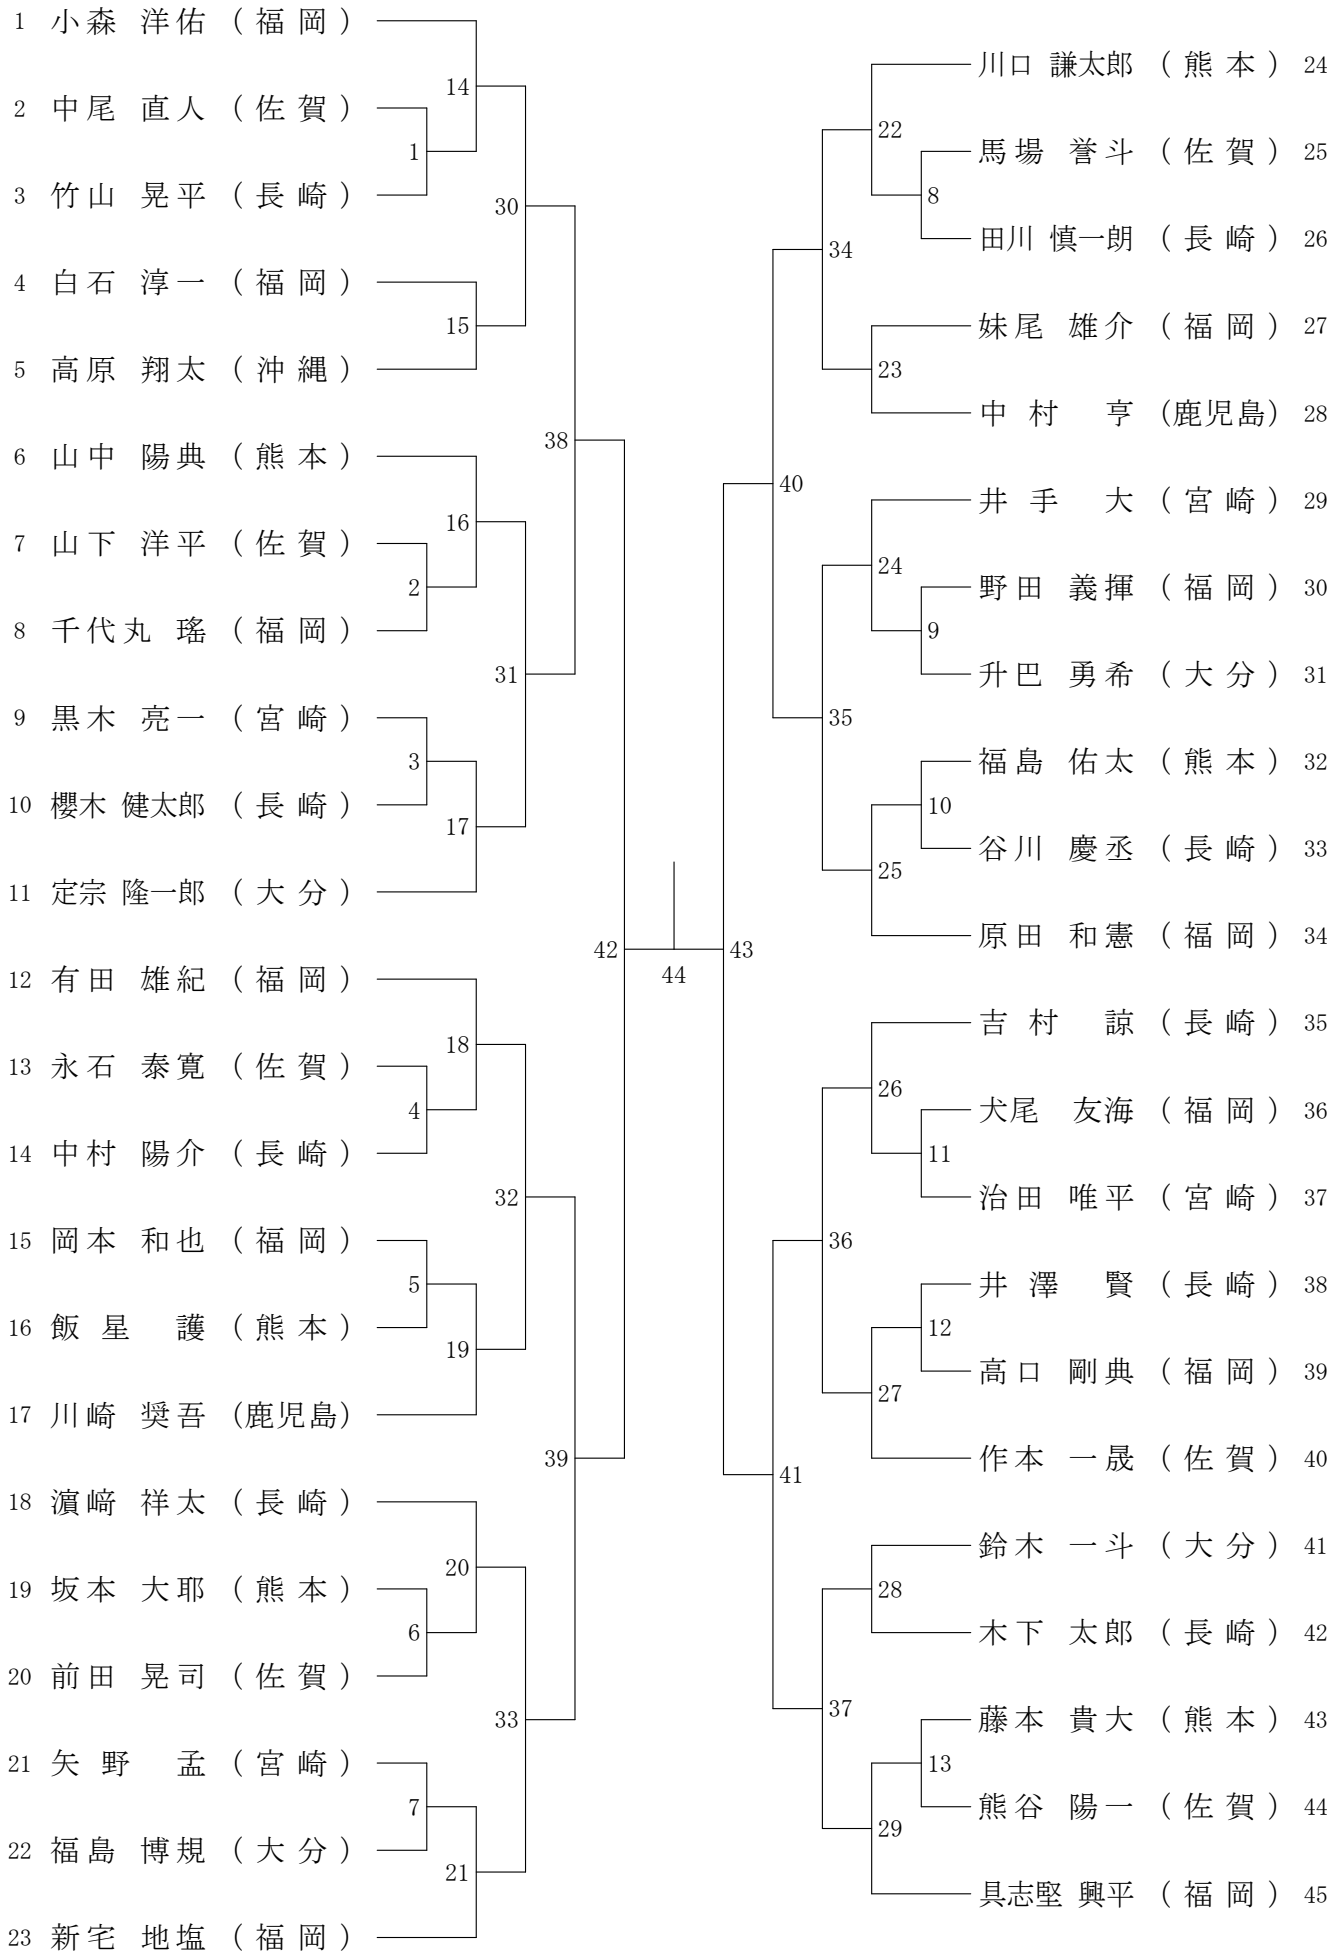 1 小森 洋佑 (福岡)
2 中尾 直人 (佐賀)
3 竹山 晃平 (長崎)
4 白石 淳一 (福岡)
5 高原 翔太 (沖縄)
6 山中 陽典 (熊本)
7 山下 洋平 (佐賀)
8 千代丸 瑤 (福岡)
9 黒木 亮一 (宮崎)
10 櫻木 健太郎 (長崎)
11 定宗 隆一郎 (大分)
12 有田 雄紀 (福岡)
13 永石 泰寛 (佐賀)
14 中村 陽介 (長崎)
15 岡本 和也 (福岡)
16 飯星 護 (熊本)
17 川崎 奨吾 (鹿児島)
18 濵﨑 祥太 (長崎)
19 坂本 大耶 (熊本)
20 前田 晃司 (佐賀)
21 矢野 孟 (宮崎)
22 福島 博規 (大分)
23 新宅 地塩 (福岡)
1
2
3
4
5
6
7
14
15
16
17
18
19
20
21
30
31
32
33
38
39
42
44
43
40
41
34
35
36
37
22
23
24
25
26
27
28
29
8
9
10
11
12
13
川口 謙太郎 (熊本) 24
馬場 誉斗 (佐賀) 25
田川 慎一朗 (長崎) 26
妹尾 雄介 (福岡) 27
中村 亨 (鹿児島) 28
井手 大 (宮崎) 29
野田 義揮 (福岡) 30
升巴 勇希 (大分) 31
福島 佑太 (熊本) 32
谷川 慶丞 (長崎) 33
原田 和憲 (福岡) 34
吉村 諒 (長崎) 35
犬尾 友海 (福岡) 36
治田 唯平 (宮崎) 37
井澤 賢 (長崎) 38
高口 剛典 (福岡) 39
作本 一晟 (佐賀) 40
鈴木 一斗 (大分) 41
木下 太郎 (長崎) 42
藤本 貴大 (熊本) 43
熊谷 陽一 (佐賀) 44
具志堅 興平 (福岡) 45